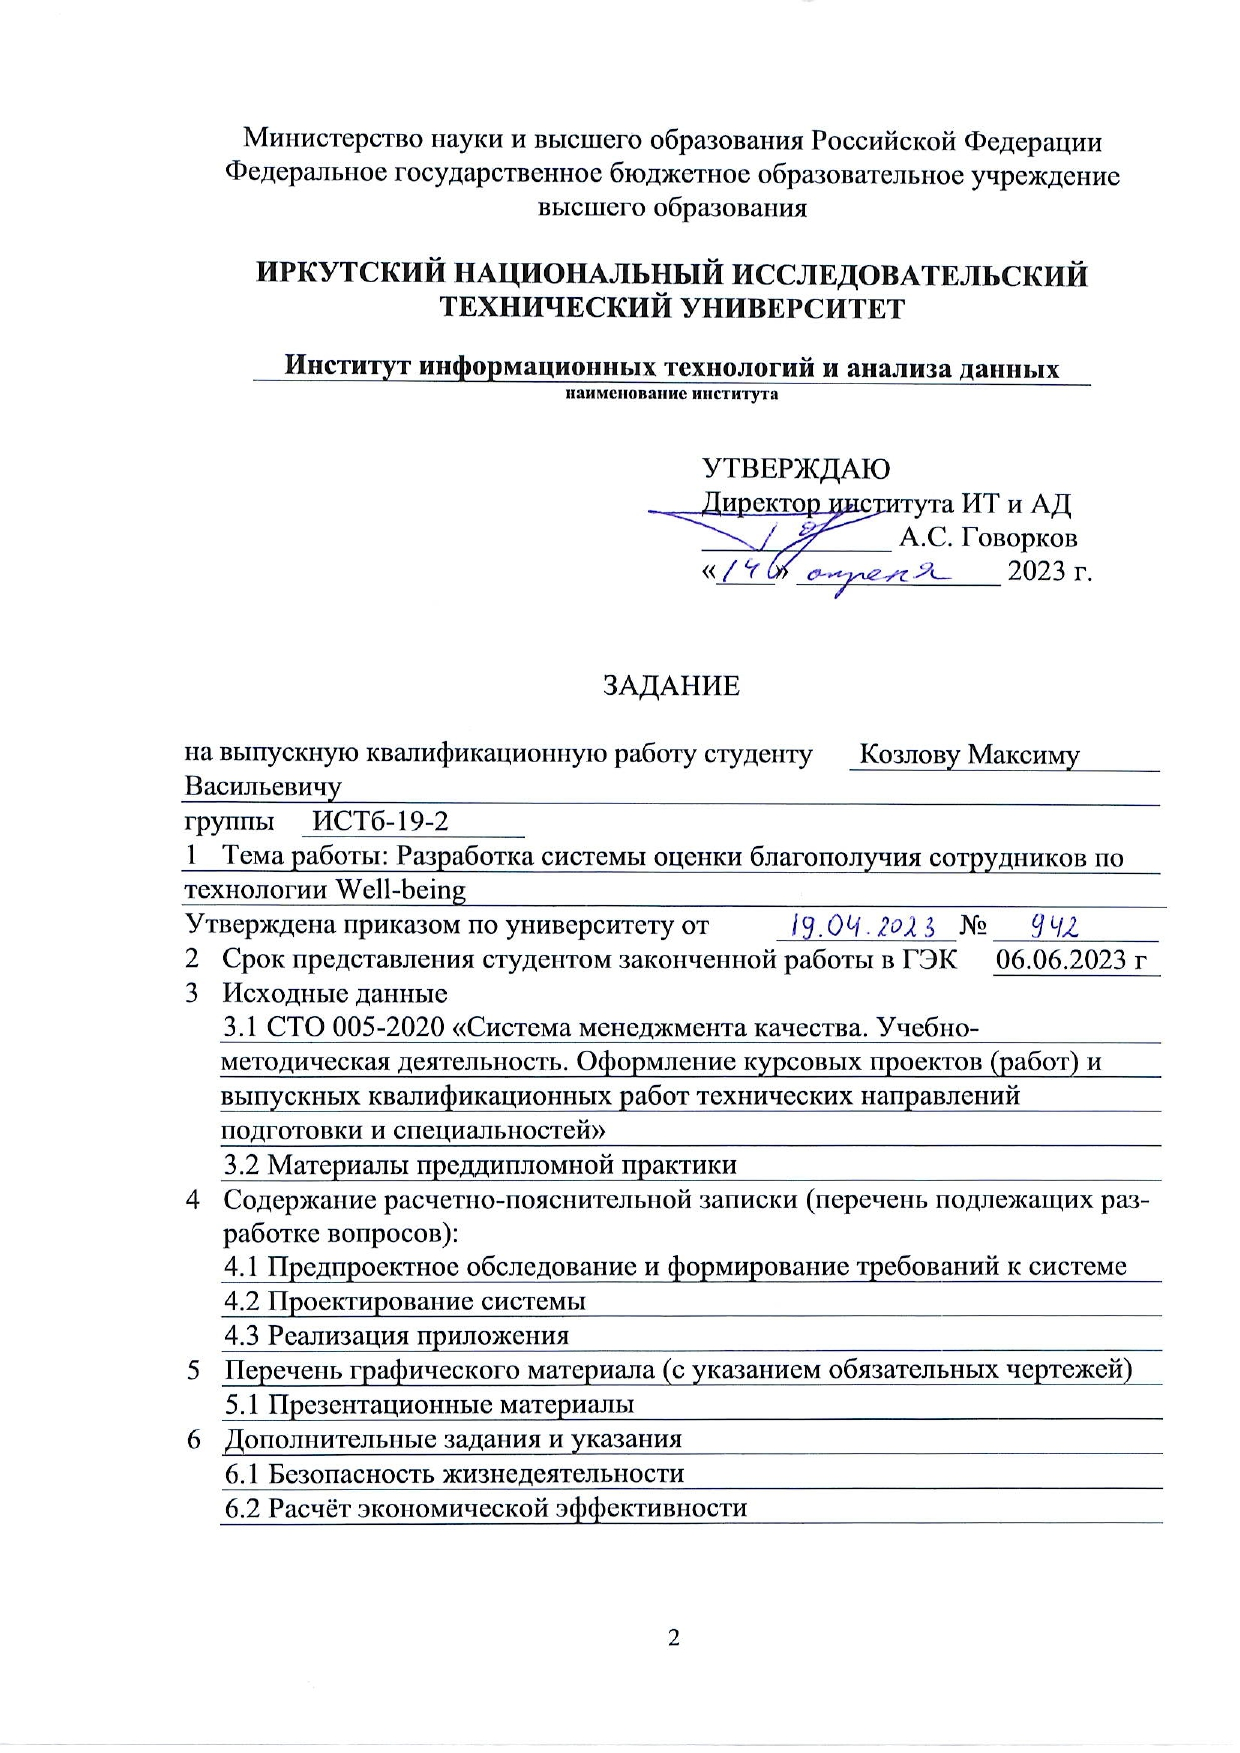 Министерство науки и высшего образования Российской Федерации
Федеральное государственное бюджетное образовательное учреждение
высшего образования
ИРКУТСКИЙ НАЦИОНАЛЬНЫЙ ИССЛЕДОВАТЕЛЬСКИЙ
ТЕХНИЧЕСКИЙ УНИВЕРСИТЕТ
Институт информационных технологий и анализа данных
наименование института
УТВЕРЖДАЮ
Директор института ИТ и АД
А.С. Говорков
«14» апреля 2023 г.
ЗАДАНИЕ
на выпускную квалификационную работу студенту Козлову Максиму
Васильевичу
группы ИСТб-19-2
1 Тема работы: Разработка системы оценки благополучия сотрудников по
технологии Well-being
Утверждена приказом по университету от 19.04.2023 № 942
2 Срок представления студентом законченной работы в ГЭК 06.06.2023 г
3 Исходные данные
3.1 СТО 005-2020 «Система менеджмента качества. Учебно-
методическая деятельность. Оформление курсовых проектов (работ) и
выпускных квалификационных работ технических направлений
подготовки и специальностей»
3.2 Материалы преддипломной практики
4 Содержание расчетно-пояснительной записки (перечень подлежащих раз-
работке вопросов):
4.1 Предпроектное обследование и формирование требований к системе
4.2 Проектирование системы
4.3 Реализация приложения
5 Перечень графического материала (с указанием обязательных чертежей)
5.1 Презентационные материалы
6 Дополнительные задания и указания
6.1 Безопасность жизнедеятельности
6.2 Расчёт экономической эффективности
2